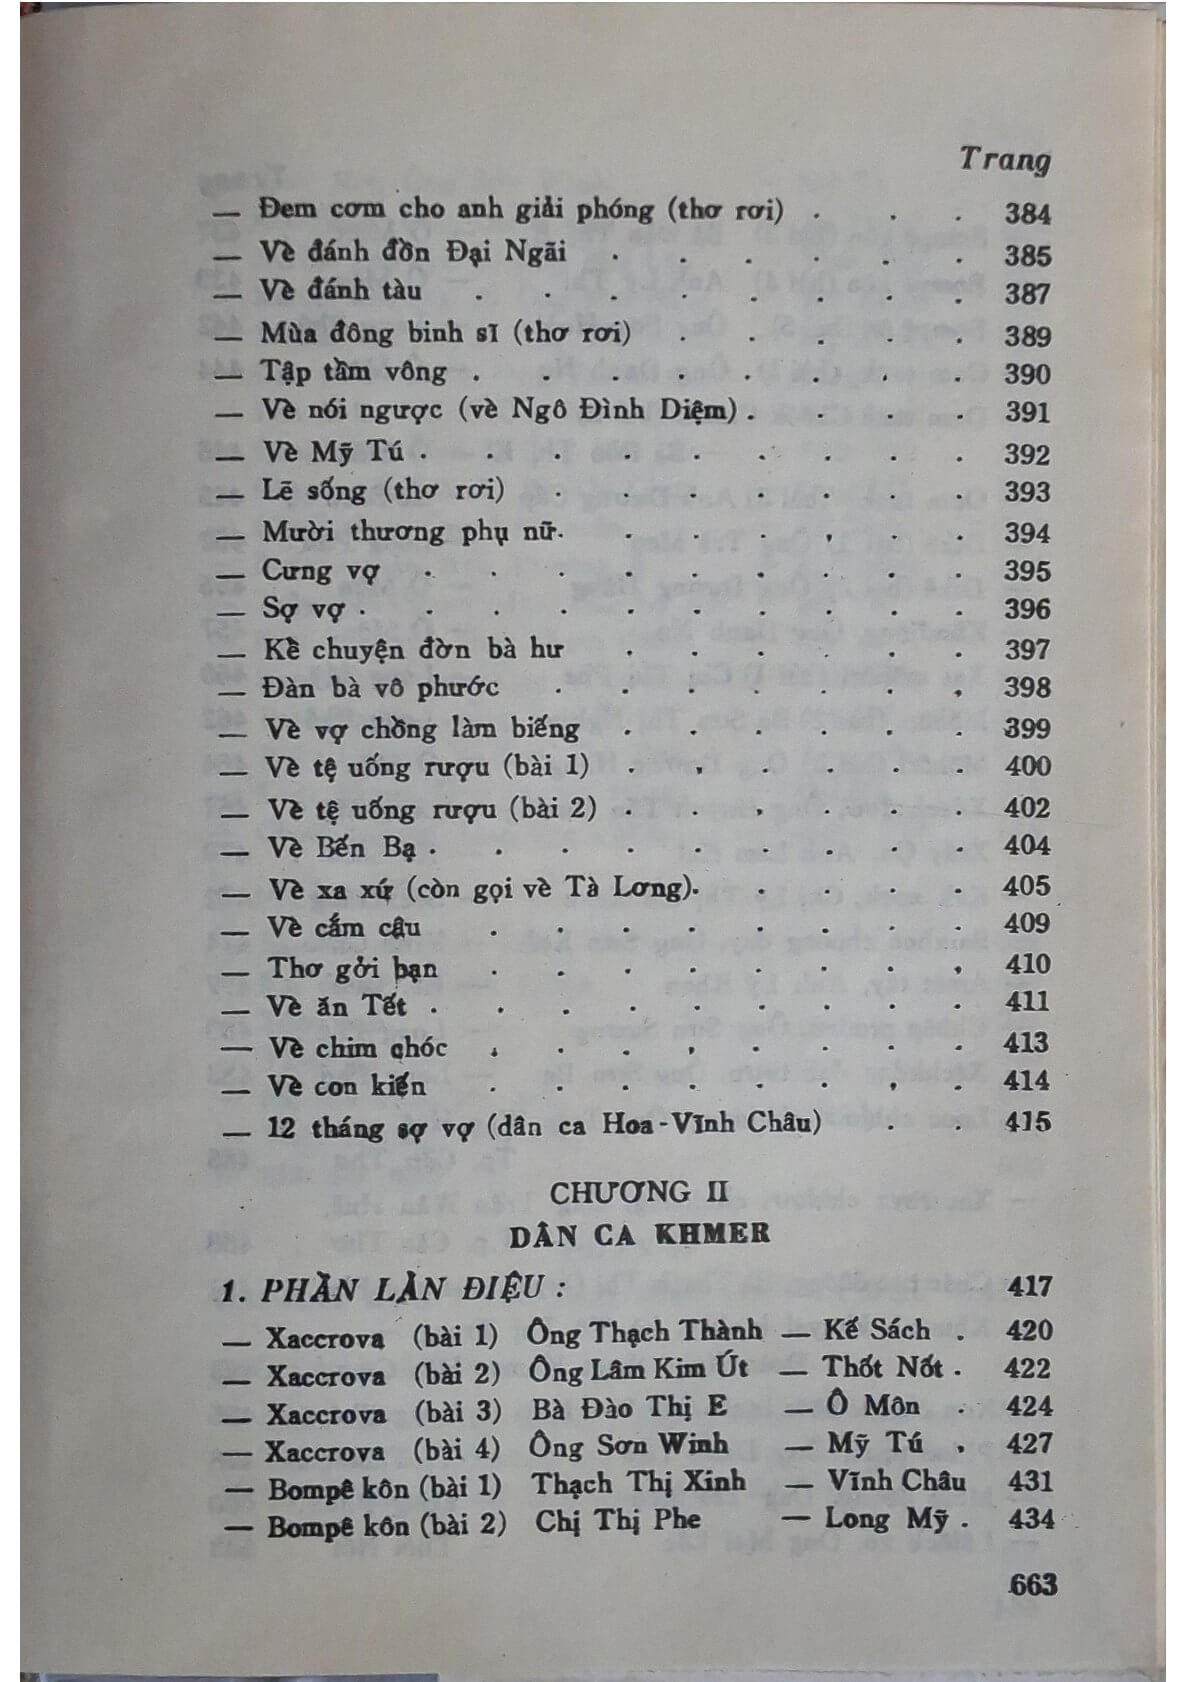 Trang
— Đem cơm cho anh giải phóng (thơ rơi) . . . 384
— Vè đánh đồn Đại Ngãi . . . . . . 385
— Vè đánh tàu . . . . . . . . 387
— Mùa đông binh sĩ (thơ rơi) . . . . . 389
— Tập tầm vông . . . . . . . . 390
— Vè nói ngược (vè Ngô Đình Diệm) . . . . 391
— Vè Mỹ Tú . . . . . . . . . 392
— Lẽ sống (thơ rơi) . . . . . . . 393
— Mười thương phụ nữ . . . . . . . 394
— Cưng vợ . . . . . . . . . 395
— Sợ vợ . . . . . . . . . . 396
— Kể chuyện đờn bà hư . . . . . . 397
— Đàn bà vô phước . . . . . . . 398
— Vè vợ chồng làm biếng . . . . . . 399
— Vè tệ uống rượu (bài 1) . . . . . . 400
— Vè tệ uống rượu (bài 2) . . . . . . 402
— Vè Bến Bạ . . . . . . . . . 404
— Vè xa xứ (còn gọi vè Tà Lơng) . . . . . 405
— Vè cắm cậu . . . . . . . . 409
— Thơ gởi bạn . . . . . . . . 410
— Vè ăn Tết . . . . . . . . . 411
— Vè chim chóc . . . . . . . . 413
— Vè con kiến . . . . . . . . 414
— 12 tháng sợ vợ (dân ca Hoa-Vĩnh Châu) . . 415
CHƯƠNG II
DÂN CA KHMER
1. PHẦN LÀN ĐIỆU : 417
— Xaccrova (bài 1) Ông Thạch Thành — Kế Sách . 420
— Xaccrova (bài 2) Ông Lâm Kim Út — Thốt Nốt . 422
— Xaccrova (bài 3) Bà Đào Thị E — Ô Môn . 424
— Xaccrova (bài 4) Ông Sơn Winh — Mỹ Tú . 427
— Bompê kôn (bài 1) Thạch Thị Xinh — Vĩnh Châu 431
— Bompê kôn (bài 2) Chị Thị Phe — Long Mỹ . 434
663